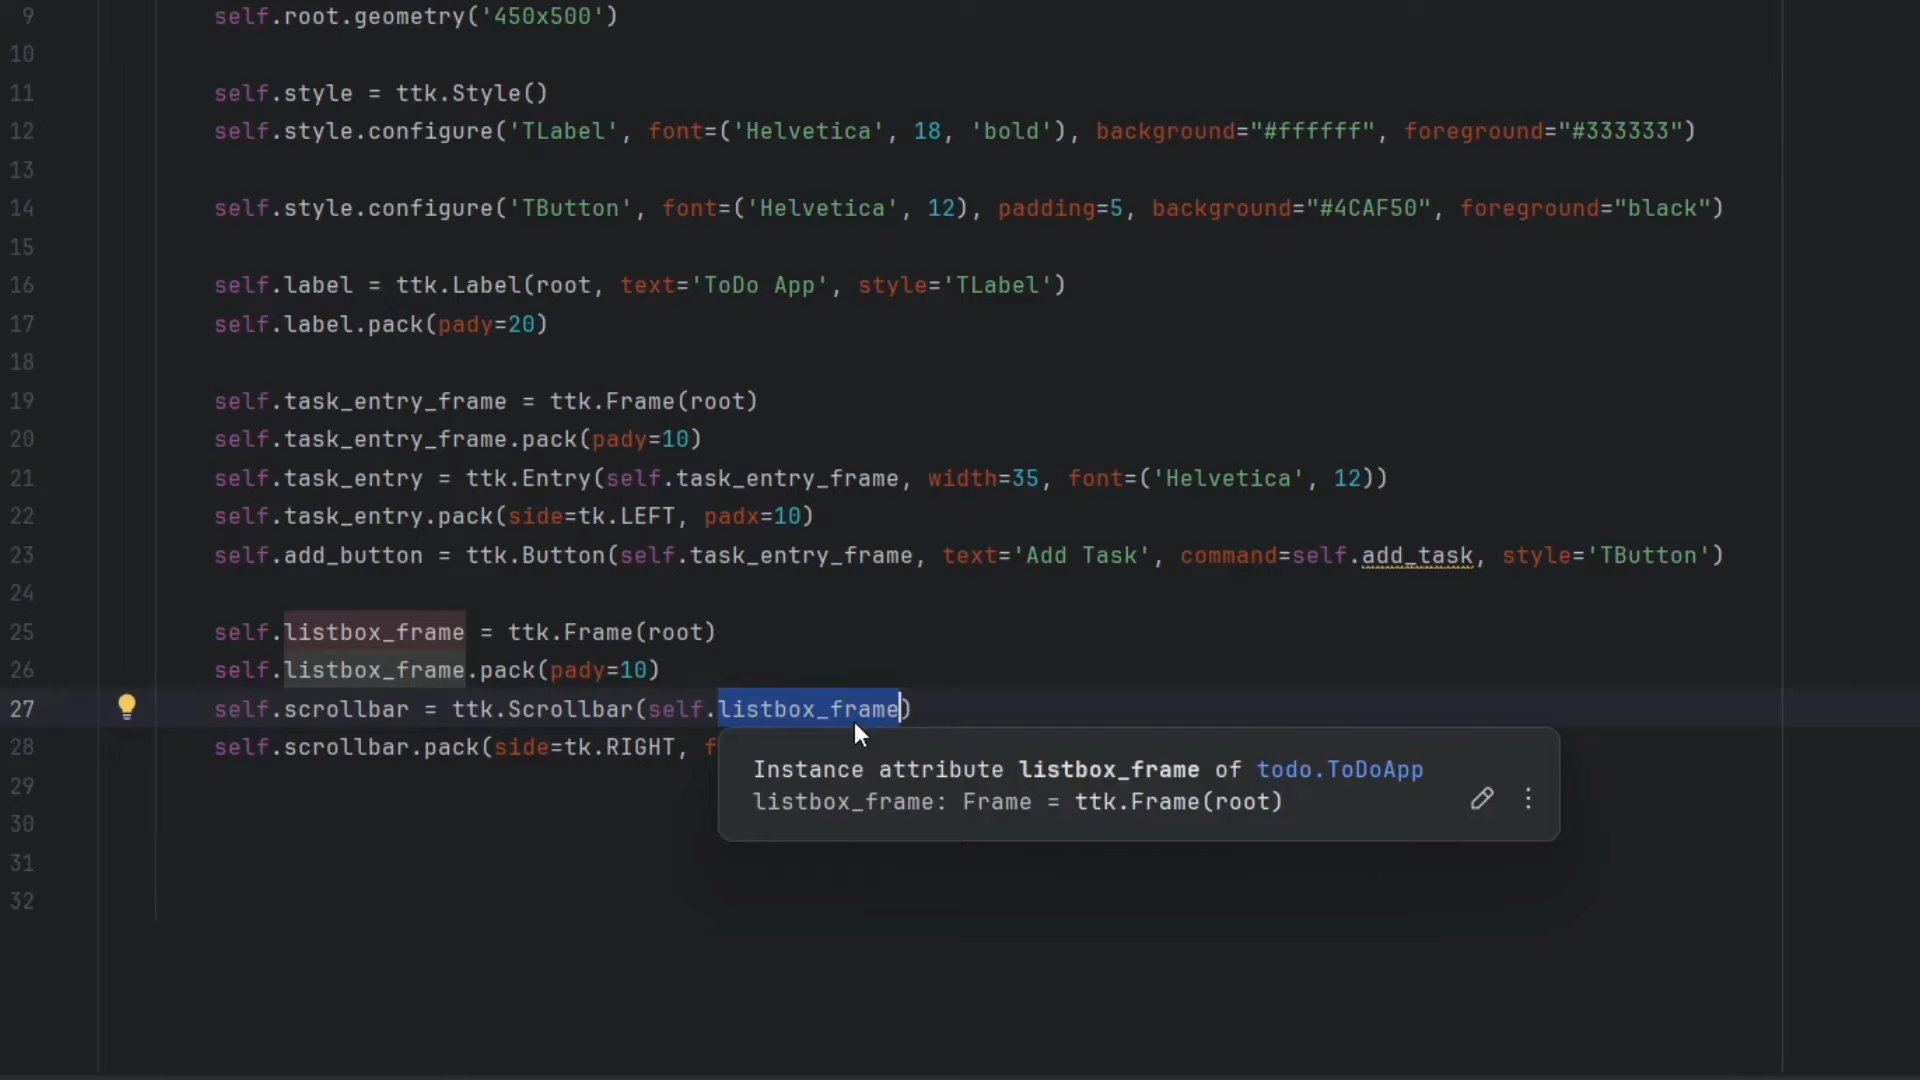 9 self.root.geometry('450x500')
10
11 self.style = ttk.Style()
12 self.style.configure('TLabel', font=('Helvetica', 18, 'bold'), background="#ffffff", foreground="#333333")
13
14 self.style.configure('TButton', font=('Helvetica', 12), padding=5, background="#4CAF50", foreground="black")
15
16 self.label = ttk.Label(root, text='ToDo App', style='TLabel')
17 self.label.pack(pady=20)
18
19 self.task_entry_frame = ttk.Frame(root)
20 self.task_entry_frame.pack(pady=10)
21 self.task_entry = ttk.Entry(self.task_entry_frame, width=35, font=('Helvetica', 12))
22 self.task_entry.pack(side=tk.LEFT, padx=10)
23 self.add_button = ttk.Button(self.task_entry_frame, text='Add Task', command=self.add_task, style='TButton')
24
25 self.listbox_frame = ttk.Frame(root)
26 self.listbox_frame.pack(pady=10)
27 self.scrollbar = ttk.Scrollbar(self.listbox_frame)
28 self.scrollbar.pack(side=tk.RIGHT, f
Instance attribute listbox_frame of todo.ToDoApp
listbox_frame: Frame = ttk.Frame(root)
29
30
31
32